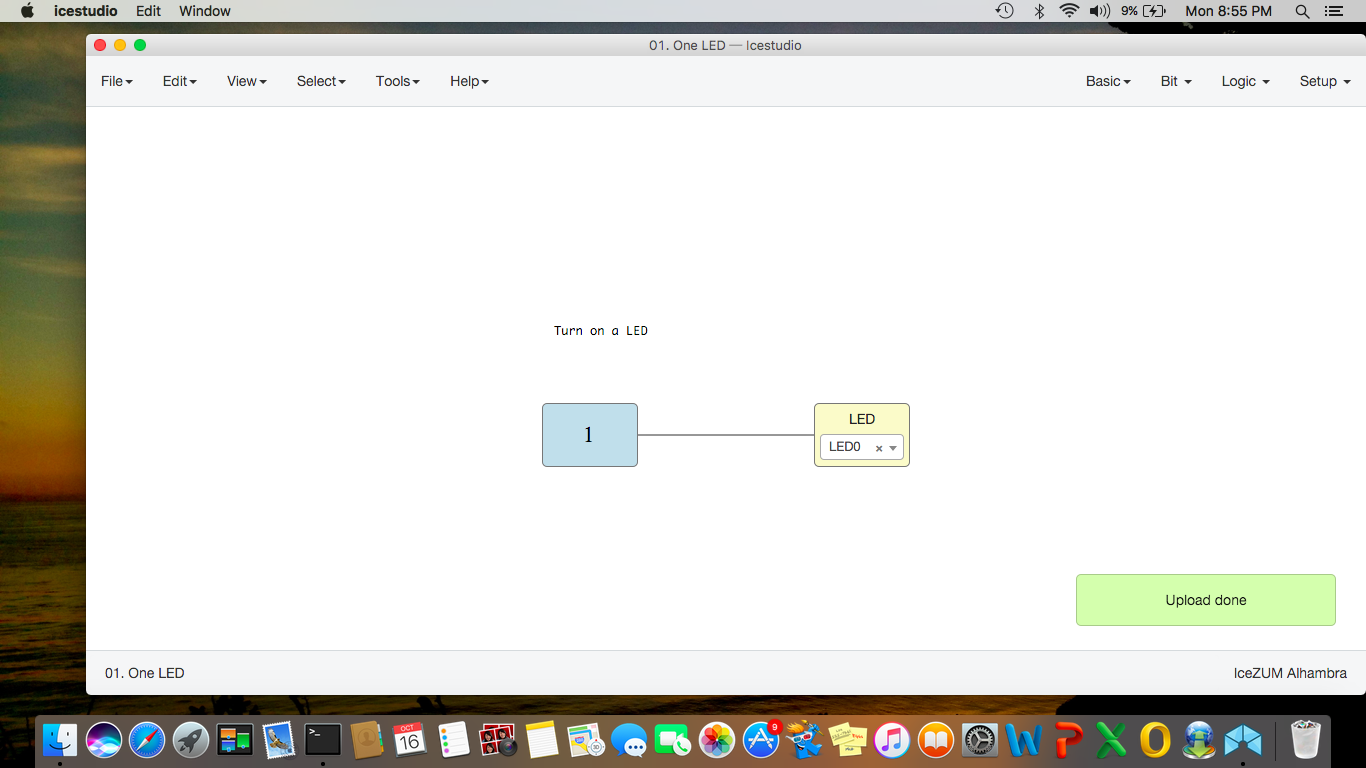 icestudio Edit Window 9% Mon 8:55 PM
01. One LED — Icestudio
File Edit View Select Tools Help Basic Bit Logic Setup
Turn on a LED
1
LED
LED0
Upload done
01. One LED IceZUM Alhambra
OCT
16
9